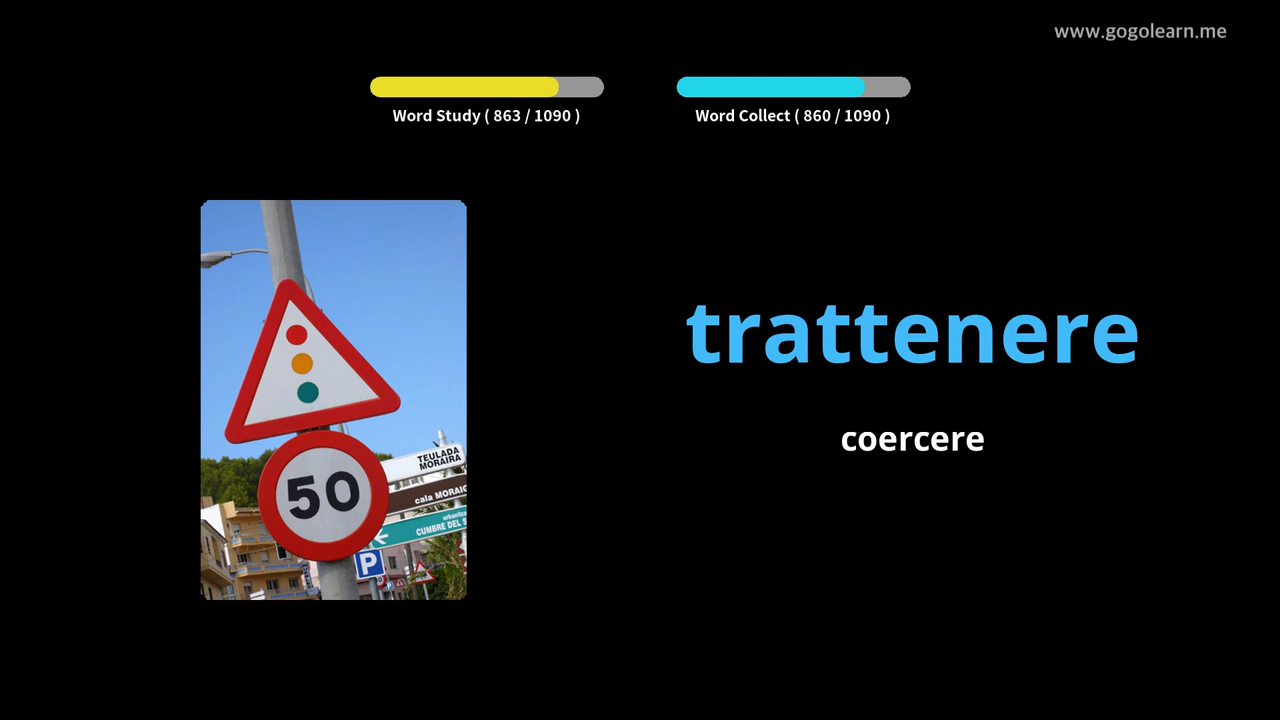 www.gogolearn.me
Word Study ( 863 / 1090 )
Word Collect ( 860 / 1090 )
trattenere
coercere
50
TEULADA
MORAIRA
cala MORAIG
CUMBRE DEL S
P